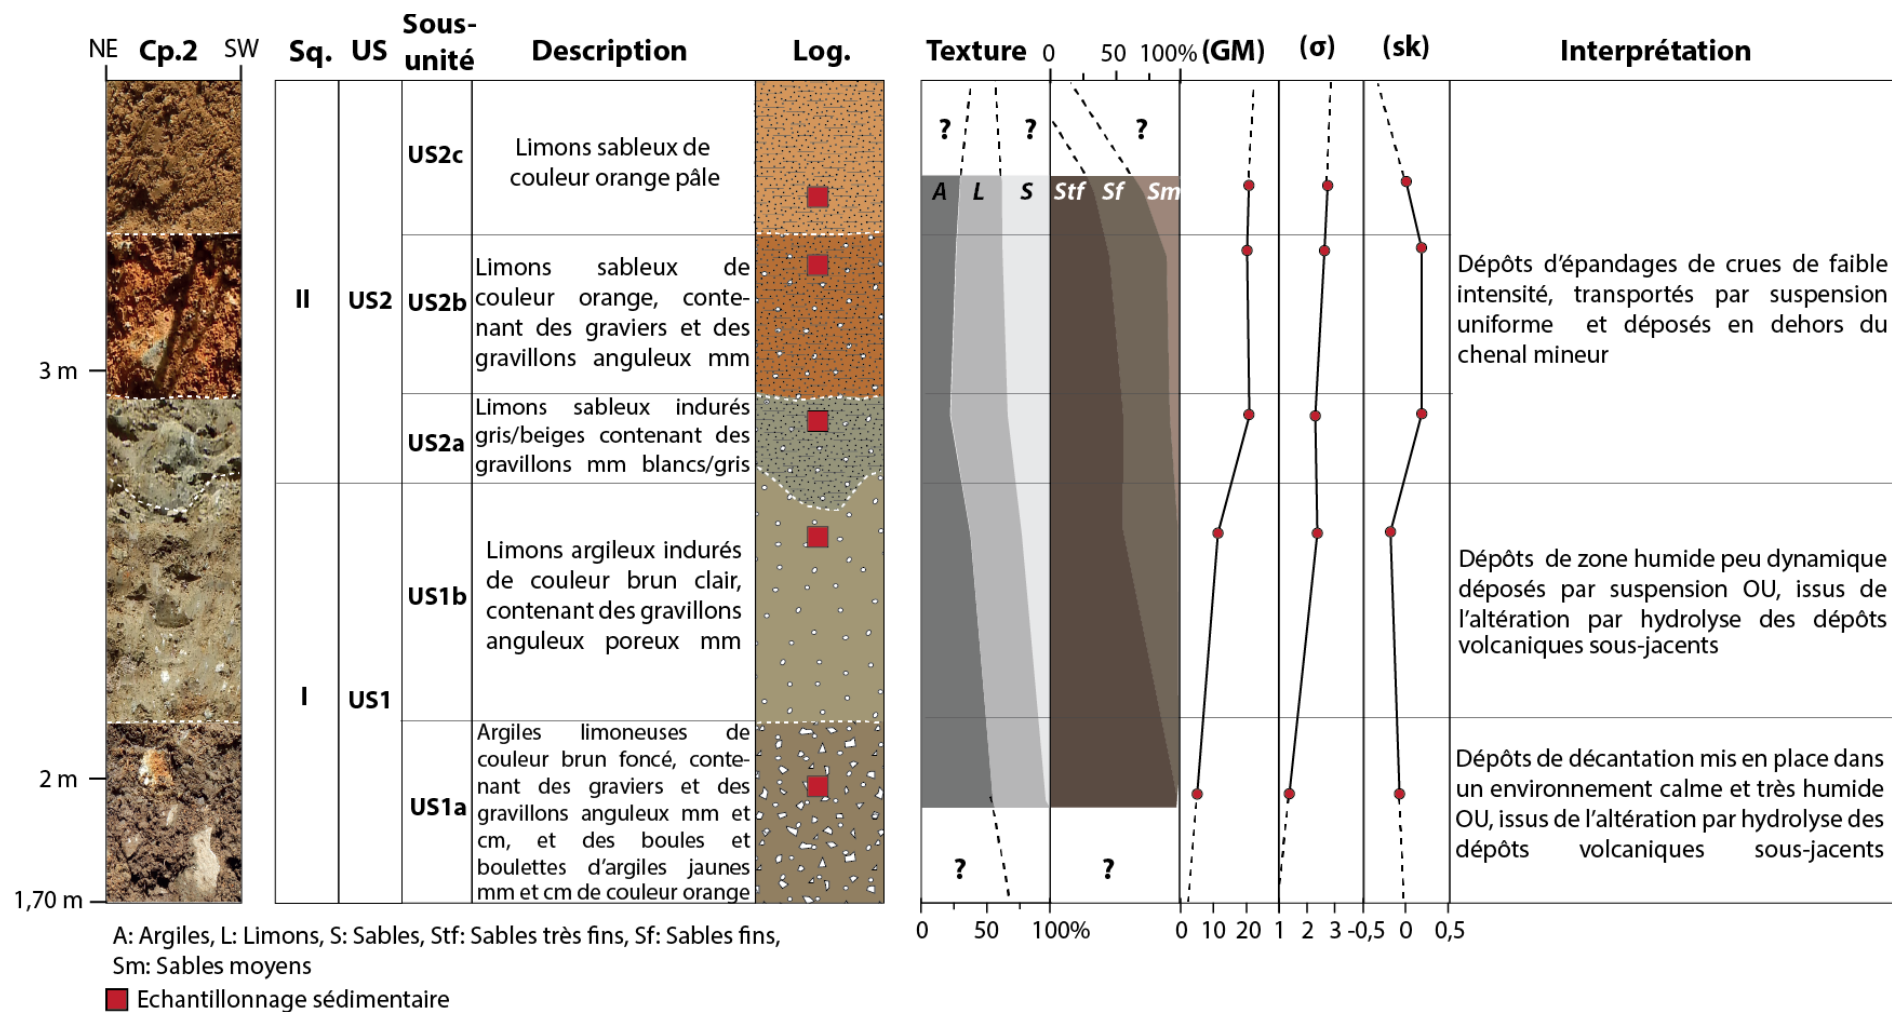 NE Cp.2 SW
Sq. US Sous-
unité Description Log.
Texture 0 50 100% (GM) (σ) (sk) Interprétation
3 m
2 m
1,70 m
II
US2
US2c
Limons sableux de
couleur orange pâle
US2b
Limons sableux de
couleur orange, conte-
nant des graviers et des
gravillons anguleux mm
US2a
Limons sableux indurés
gris/beiges contenant des
gravillons mm blancs/gris
I
US1
US1b
Limons argileux indurés
de couleur brun clair,
contenant des gravillons
anguleux poreux mm
US1a
Argiles limoneuses de
couleur brun foncé, conte-
nant des graviers et des
gravillons anguleux mm et
cm, et des boules et
boulettes d'argiles jaunes
mm et cm de couleur orange
? ? ?
A L S Stf Sf Sm
? ?
0 50 100% 0 10 20 1 2 3 -0,5 0 0,5
Dépôts d'épandages de crues de faible
intensité, transportés par suspension
uniforme et déposés en dehors du
chenal mineur
Dépôts de zone humide peu dynamique
déposés par suspension OU, issus de
l'altération par hydrolyse des dépôts
volcaniques sous-jacents
Dépôts de décantation mis en place dans
un environnement calme et très humide
OU, issus de l'altération par hydrolyse des
dépôts volcaniques sous-jacents
A: Argiles, L: Limons, S: Sables, Stf: Sables très fins, Sf: Sables fins,
Sm: Sables moyens
Echantillonnage sédimentaire